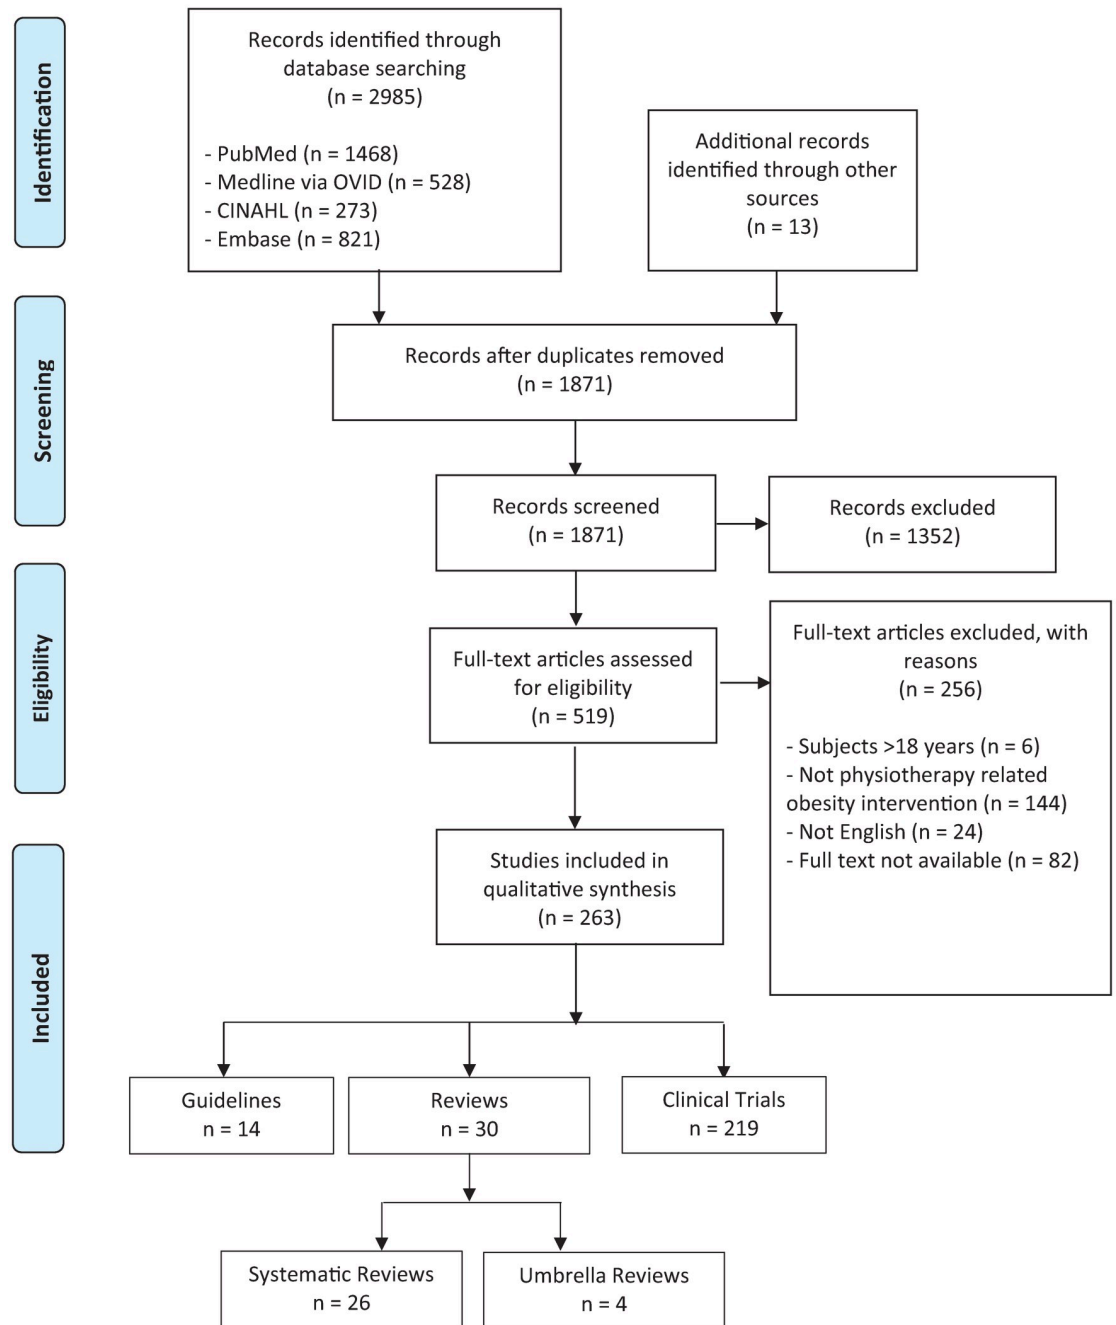 Identification
Records identified through
database searching
(n = 2985)
- PubMed (n = 1468)
- Medline via OVID (n = 528)
- CINAHL (n = 273)
- Embase (n = 821)
Additional records
identified through other
sources
(n = 13)
Screening
Records after duplicates removed
(n = 1871)
Records screened
(n = 1871)
Records excluded
(n = 1352)
Eligibility
Full-text articles assessed
for eligibility
(n = 519)
Full-text articles excluded, with
reasons
(n = 256)
- Subjects >18 years (n = 6)
- Not physiotherapy related
obesity intervention (n = 144)
- Not English (n = 24)
- Full text not available (n = 82)
Included
Studies included in
qualitative synthesis
(n = 263)
Guidelines
n = 14
Reviews
n = 30
Clinical Trials
n = 219
Systematic Reviews
n = 26
Umbrella Reviews
n = 4